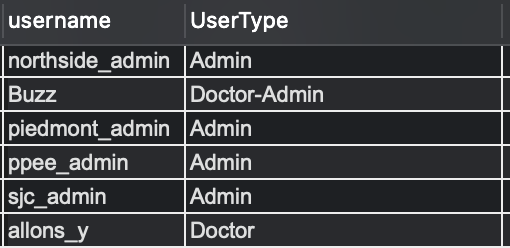 username UserType
northside_admin Admin
Buzz Doctor-Admin
piedmont_admin Admin
ppee_admin Admin
sjc_admin Admin
allons_y Doctor